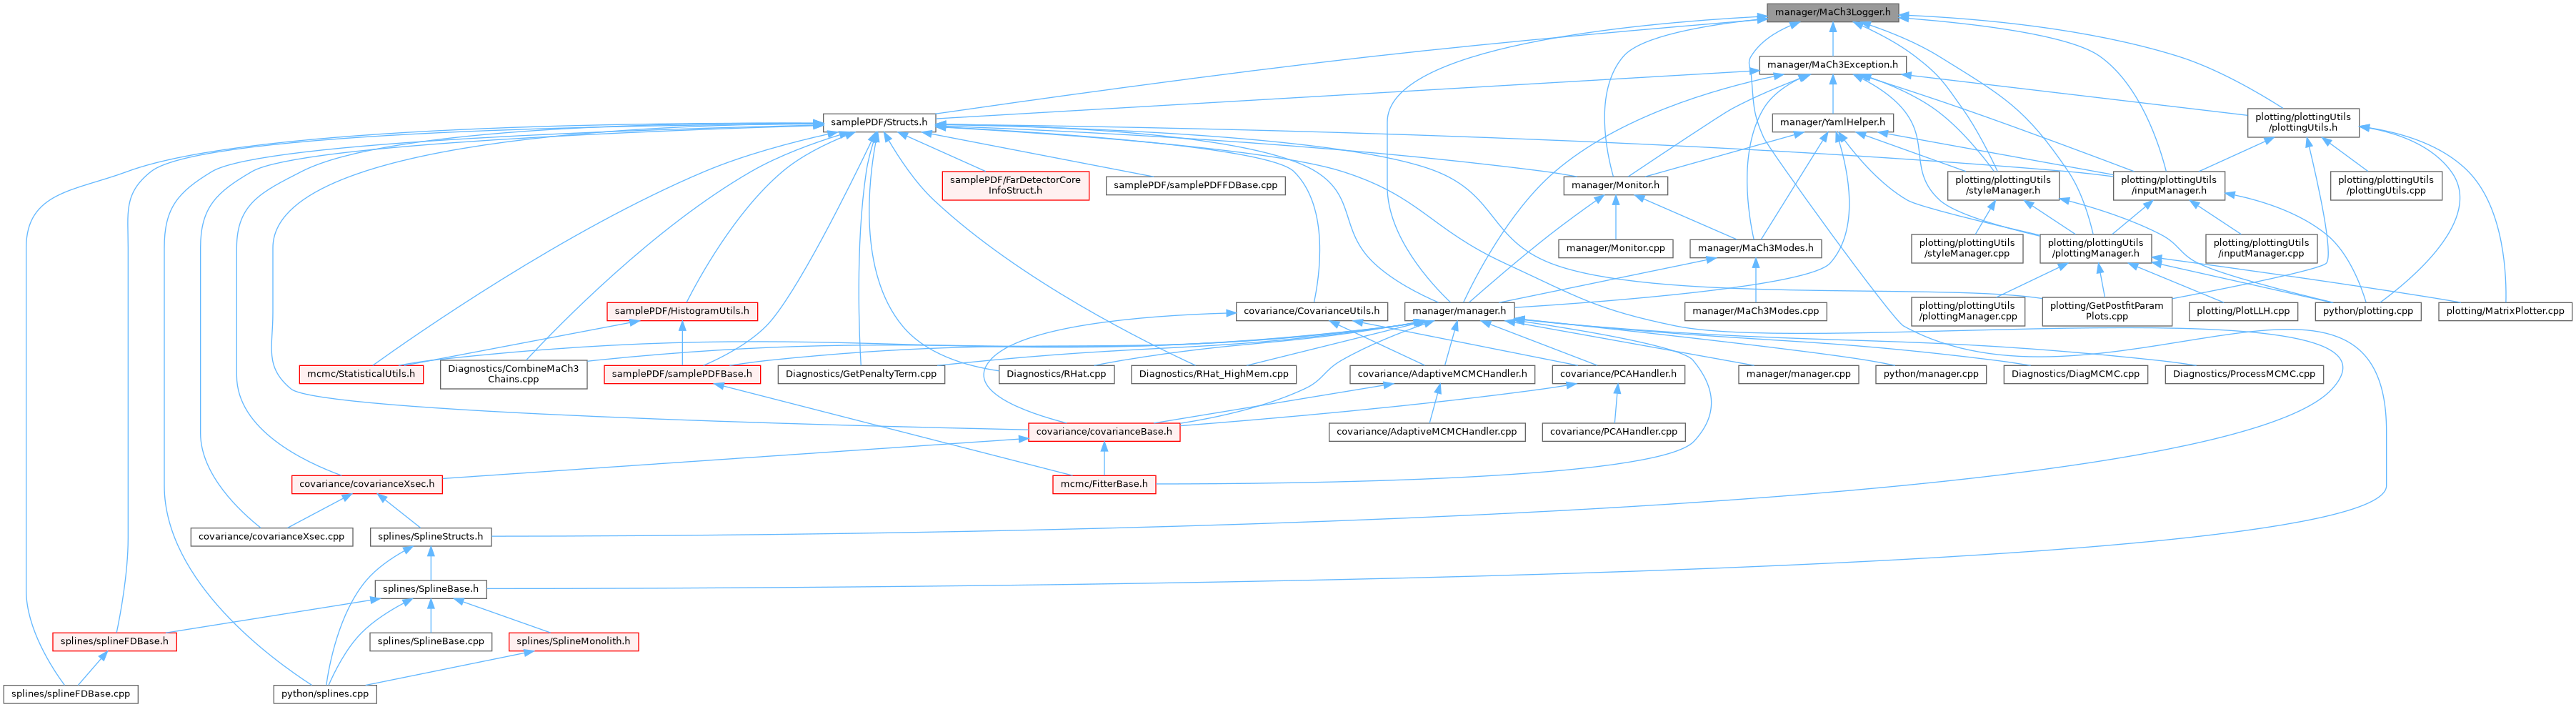 manager/MaCh3Logger.h
manager/MaCh3Exception.h
samplePDF/Structs.h
manager/YamlHelper.h
plotting/plottingUtils
/plottingUtils.h
samplePDF/FarDetectorCore
InfoStruct.h
samplePDF/samplePDFFDBase.cpp
manager/Monitor.h
plotting/plottingUtils
/styleManager.h
plotting/plottingUtils
/inputManager.h
plotting/plottingUtils
/plottingUtils.cpp
manager/Monitor.cpp
manager/MaCh3Modes.h
plotting/plottingUtils
/styleManager.cpp
plotting/plottingUtils
/plottingManager.h
plotting/plottingUtils
/inputManager.cpp
samplePDF/HistogramUtils.h
covariance/CovarianceUtils.h
manager/manager.h
manager/MaCh3Modes.cpp
plotting/plottingUtils
/plottingManager.cpp
plotting/GetPostfitParam
Plots.cpp
plotting/PlotLLH.cpp
python/plotting.cpp
plotting/MatrixPlotter.cpp
mcmc/StatisticalUtils.h
Diagnostics/CombineMaCh3
Chains.cpp
samplePDF/samplePDFBase.h
Diagnostics/GetPenaltyTerm.cpp
Diagnostics/RHat.cpp
Diagnostics/RHat_HighMem.cpp
covariance/AdaptiveMCMCHandler.h
covariance/PCAHandler.h
manager/manager.cpp
python/manager.cpp
Diagnostics/DiagMCMC.cpp
Diagnostics/ProcessMCMC.cpp
covariance/covarianceBase.h
covariance/AdaptiveMCMCHandler.cpp
covariance/PCAHandler.cpp
covariance/covarianceXsec.h
mcmc/FitterBase.h
covariance/covarianceXsec.cpp
splines/SplineStructs.h
splines/SplineBase.h
splines/splineFDBase.h
splines/SplineBase.cpp
splines/SplineMonolith.h
splines/splineFDBase.cpp
python/splines.cpp